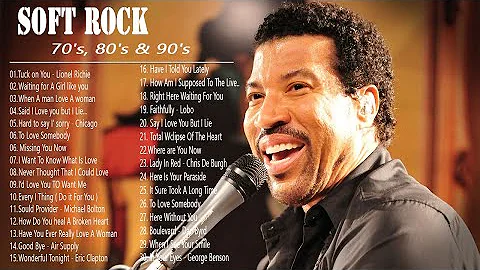 SOFT ROCK
70's, 80's & 90's
01.Tuck on You - Lionel Richie
02.Waiting for A Girl like you
03.When A man Love A woman
04.Said I Love you but I Lie..
05.Hard to say i' sorry - Chicago
05.To Love Somebody
06.Missing You Now
07.I Want To Know What Is Love
08.Never Thought That I Could Love
09.I'd Love You TO Want Me
10.Every I Thing ( Do it For You )
11.Sould Provider - Michael Bolton
12.How Do You heal A Broken Heart
13.Have You Ever Really Love A Woman
14.Good Bye - Air Supply
15.Wonderful Tonight - Eric Clapton
16. Have I Told You Lately
17. How Am I Supposed To The Live..
18. Right Here Waiting For You
19. Faithfully - Lobo
20. Say I Love You But I Lie
21. Total Wclipse Of The Heart
22.Where are You Now
23. Lady In Red - Chris De Burgh
24. Here Is Your Paraside
25. It Sure Took A Long Time
26. To Love Somebody
27. Here Without You
28. Boulevart - Dan Byrd
29. When I See Your Smile
In Your Eyes - George Benson